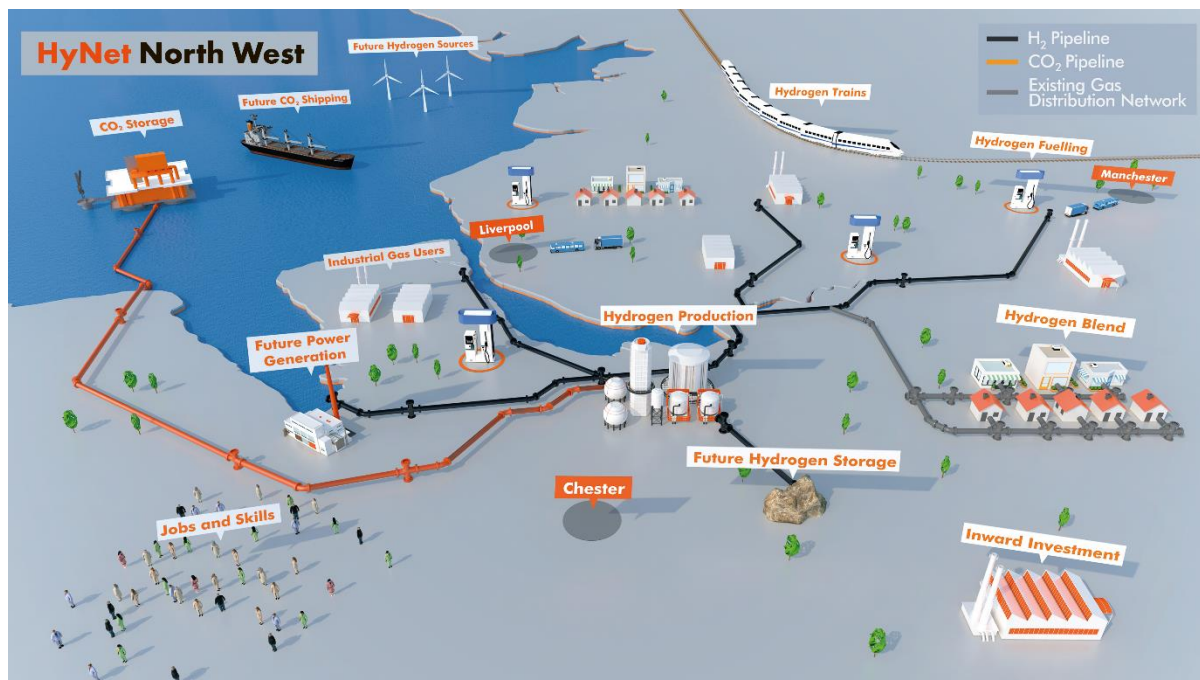 HyNet North West
Future Hydrogen Sources
H₂ Pipeline
CO₂ Pipeline
Existing Gas
Distribution Network
Future CO₂ Shipping
CO₂ Storage
Hydrogen Trains
Hydrogen Fuelling
Manchester
Liverpool
Industrial Gas Users
Hydrogen Production
Future Power
Generation
Hydrogen Blend
Future Hydrogen Storage
Chester
Jobs and Skills
Inward Investment